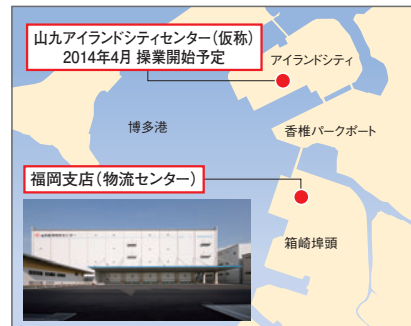 山九アイランドシティセンター(仮称)
2014年4月 操業開始予定
アイランドシティ
博多港
香椎パークポート
福岡支店(物流センター)
箱崎埠頭